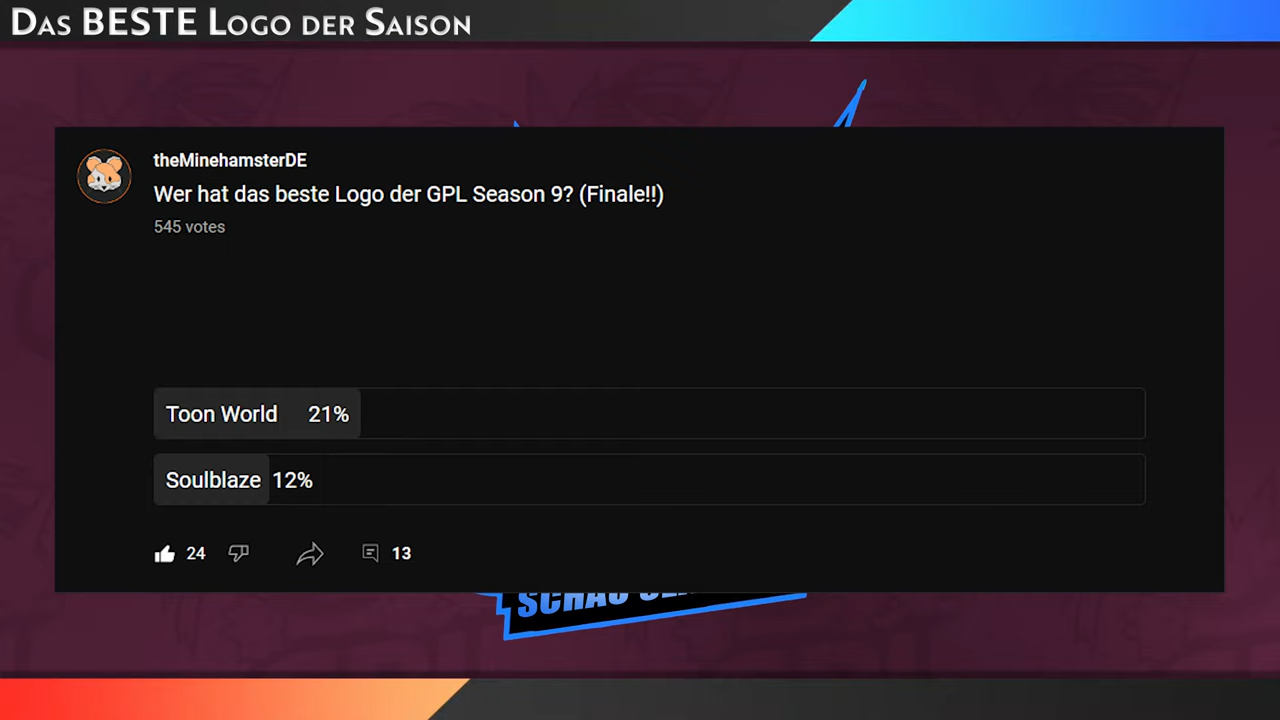 Das BESTE Logo der Saison
theMinehamsterDE
Wer hat das beste Logo der GPL Season 9? (Finale!!)
545 votes
Toon World 21%
Soulblaze 12%
24 13